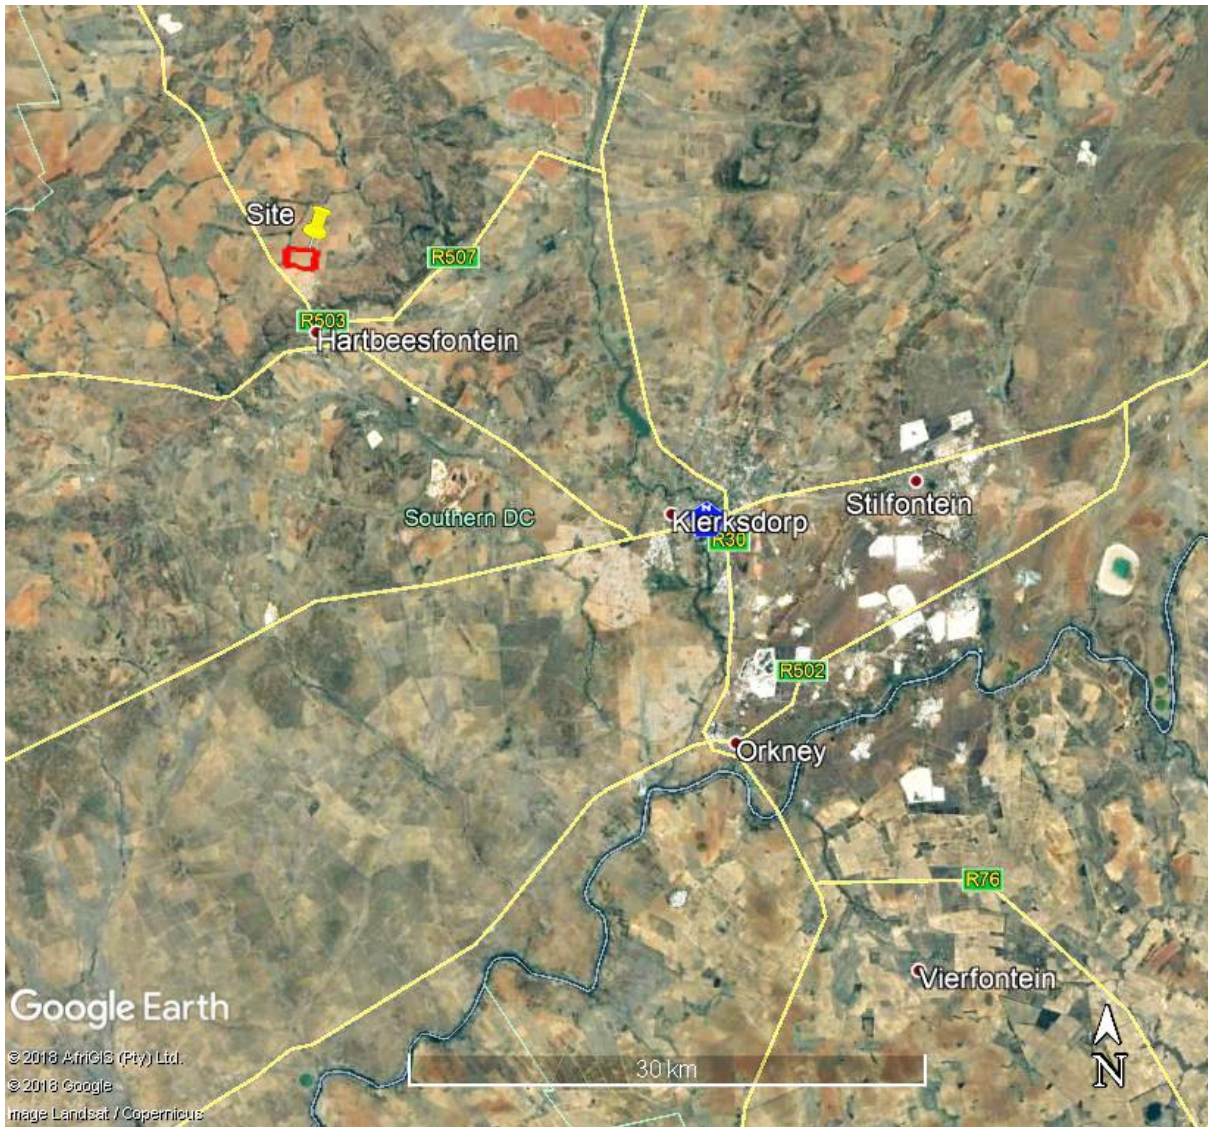 Site
R507
R503
Hartbeesfontein
Stilfontein
Southern DC
Klerksdorp
R30
R502
Orkney
R76
Vierfontein
Google Earth
© 2018 AfriGIS (Pty) Ltd.
© 2018 Google
Image Landsat / Copernicus
30 km
N